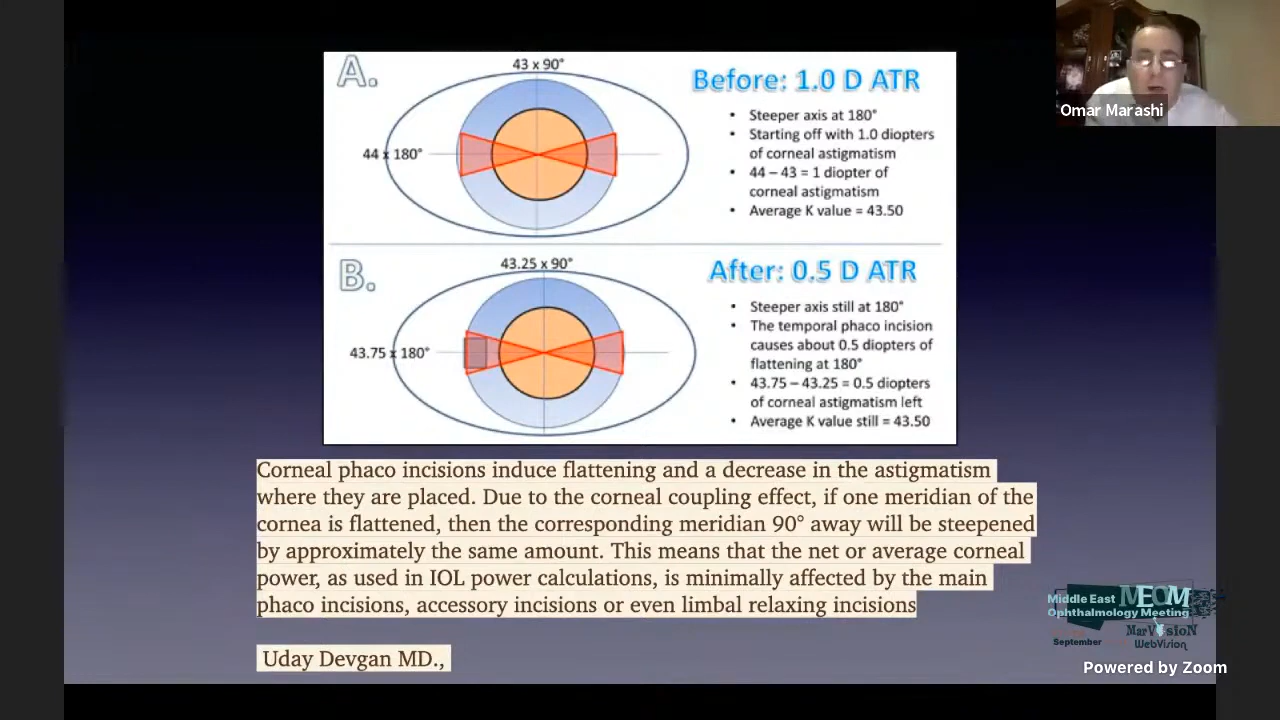 A.
43 x 90°
44 x 180°
Before: 1.0 D ATR
• Steeper axis at 180°
• Starting off with 1.0 diopters
of corneal astigmatism
• 44 – 43 = 1 diopter of
corneal astigmatism
• Average K value = 43.50
B.
43.25 x 90°
43.75 x 180°
After: 0.5 D ATR
• Steeper axis still at 180°
• The temporal phaco incision
causes about 0.5 diopters of
flattening at 180°
• 43.75 – 43.25 = 0.5 diopters
of corneal astigmatism left
• Average K value still = 43.50
Corneal phaco incisions induce flattening and a decrease in the astigmatism
where they are placed. Due to the corneal coupling effect, if one meridian of the
cornea is flattened, then the corresponding meridian 90° away will be steepened
by approximately the same amount. This means that the net or average corneal
power, as used in IOL power calculations, is minimally affected by the main
phaco incisions, accessory incisions or even limbal relaxing incisions
Uday Devgan MD.,
Omar Marashi
Middle East
Ophthalmology Meeting
MEOM
September
MarVision
WebVision
Powered by Zoom